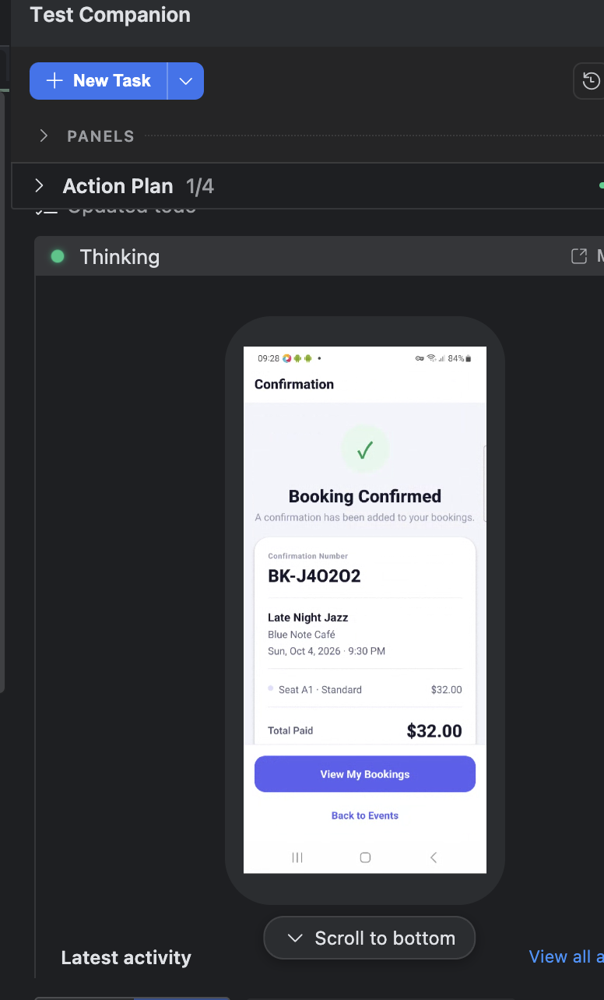 Test Companion
New Task
PANELS
Action Plan 1/4
Updated todo
Thinking
09:28 84%
Confirmation
Booking Confirmed
A confirmation has been added to your bookings.
Confirmation Number
BK-J4O2O2
Late Night Jazz
Blue Note Café
Sun, Oct 4, 2026 · 9:30 PM
Seat A1 · Standard $32.00
Total Paid $32.00
View My Bookings
Back to Events
Scroll to bottom
Latest activity View all